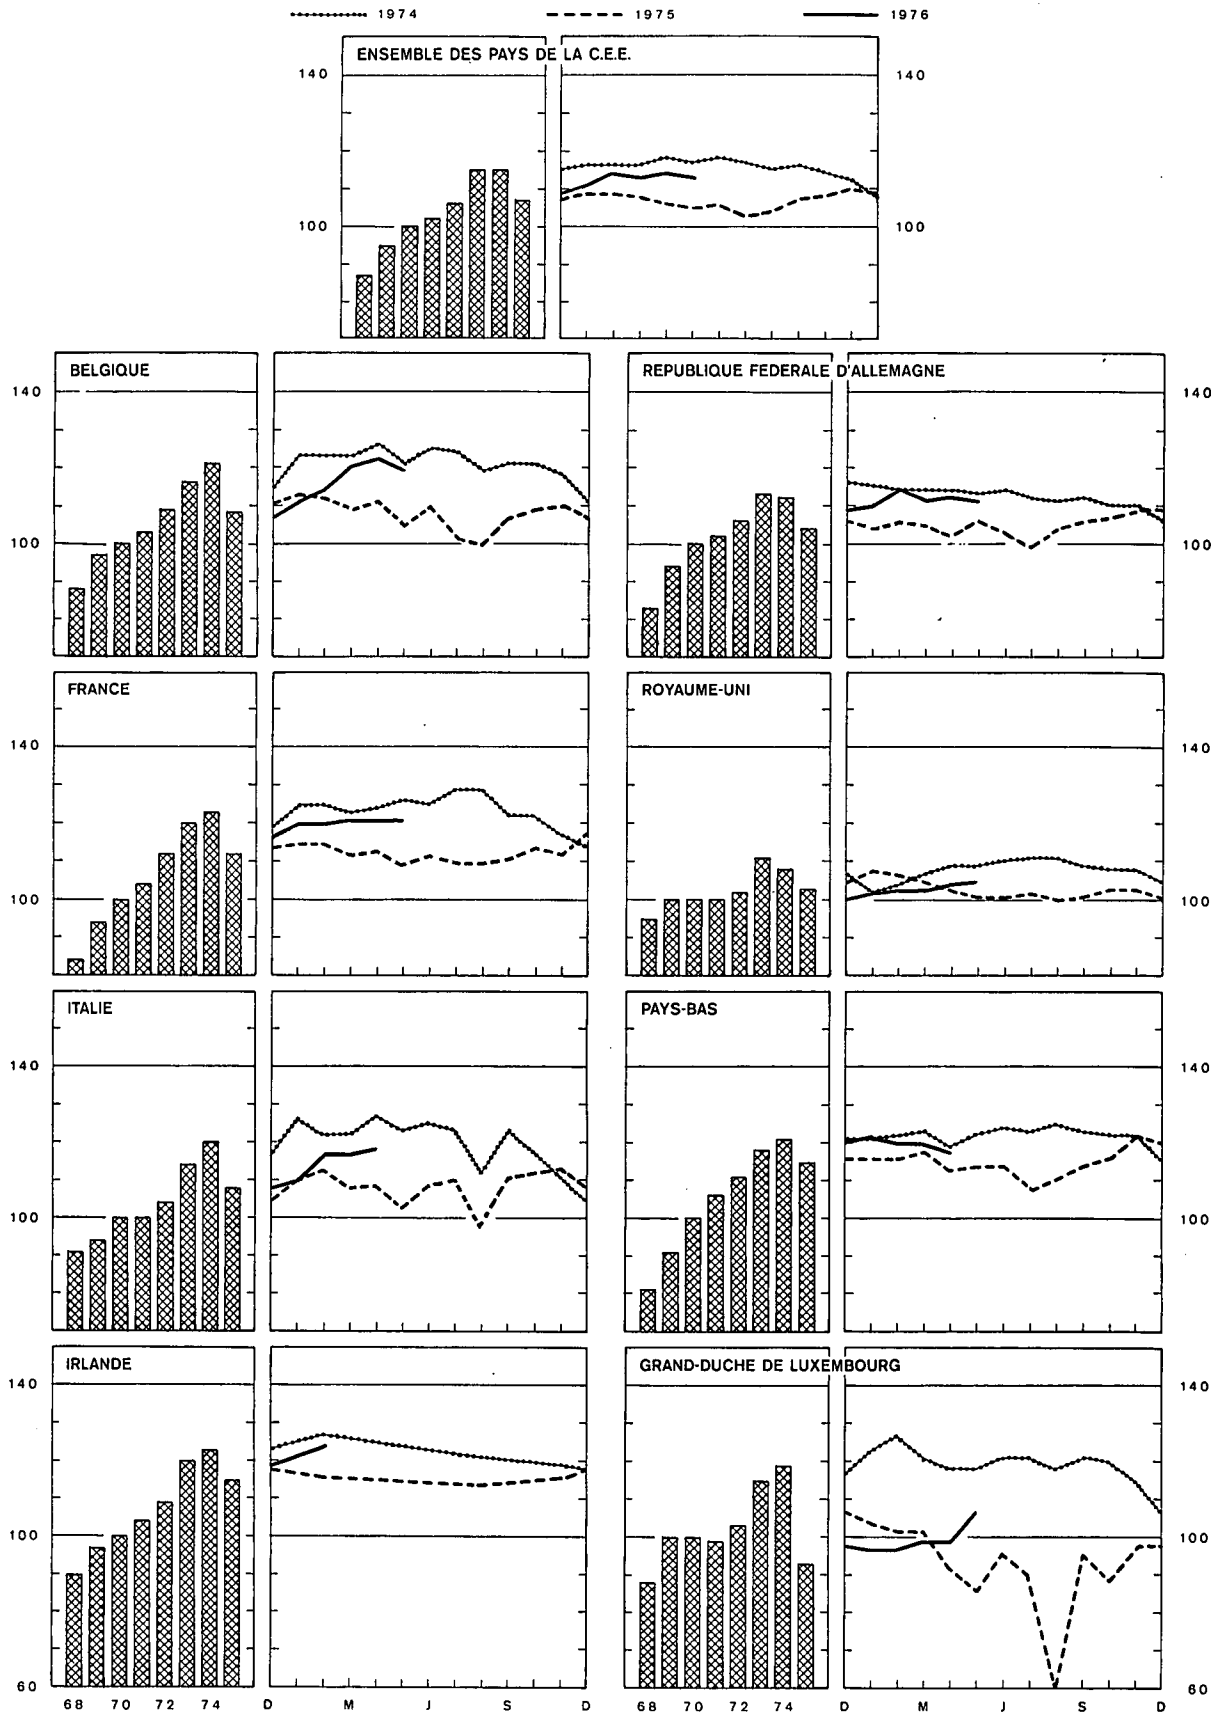 1974 1975 1976
ENSEMBLE DES PAYS DE LA C.E.E.
140 140
100 100
BELGIQUE REPUBLIQUE FEDERALE D'ALLEMAGNE
140 140
100 100
FRANCE ROYAUME-UNI
140 140
100 100
ITALIE PAYS-BAS
140 140
100 100
IRLANDE GRAND-DUCHE DE LUXEMBOURG
140 140
100 100
60 60
68 70 72 74 D M J S D 68 70 72 74 D M J S D